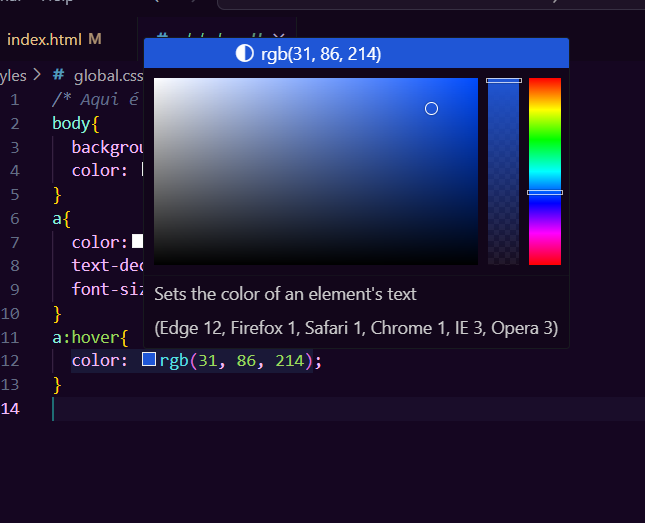 index.html M
yles > # global.css
rgb(31, 86, 214)
1 /* Aqui é
2 body{
3 backgrou
4 color:
5 }
6 a{
7 color:
8 text-dec
9 font-siz
10 }
11 a:hover{
12 color: rgb(31, 86, 214);
13 }
14
Sets the color of an element's text
(Edge 12, Firefox 1, Safari 1, Chrome 1, IE 3, Opera 3)